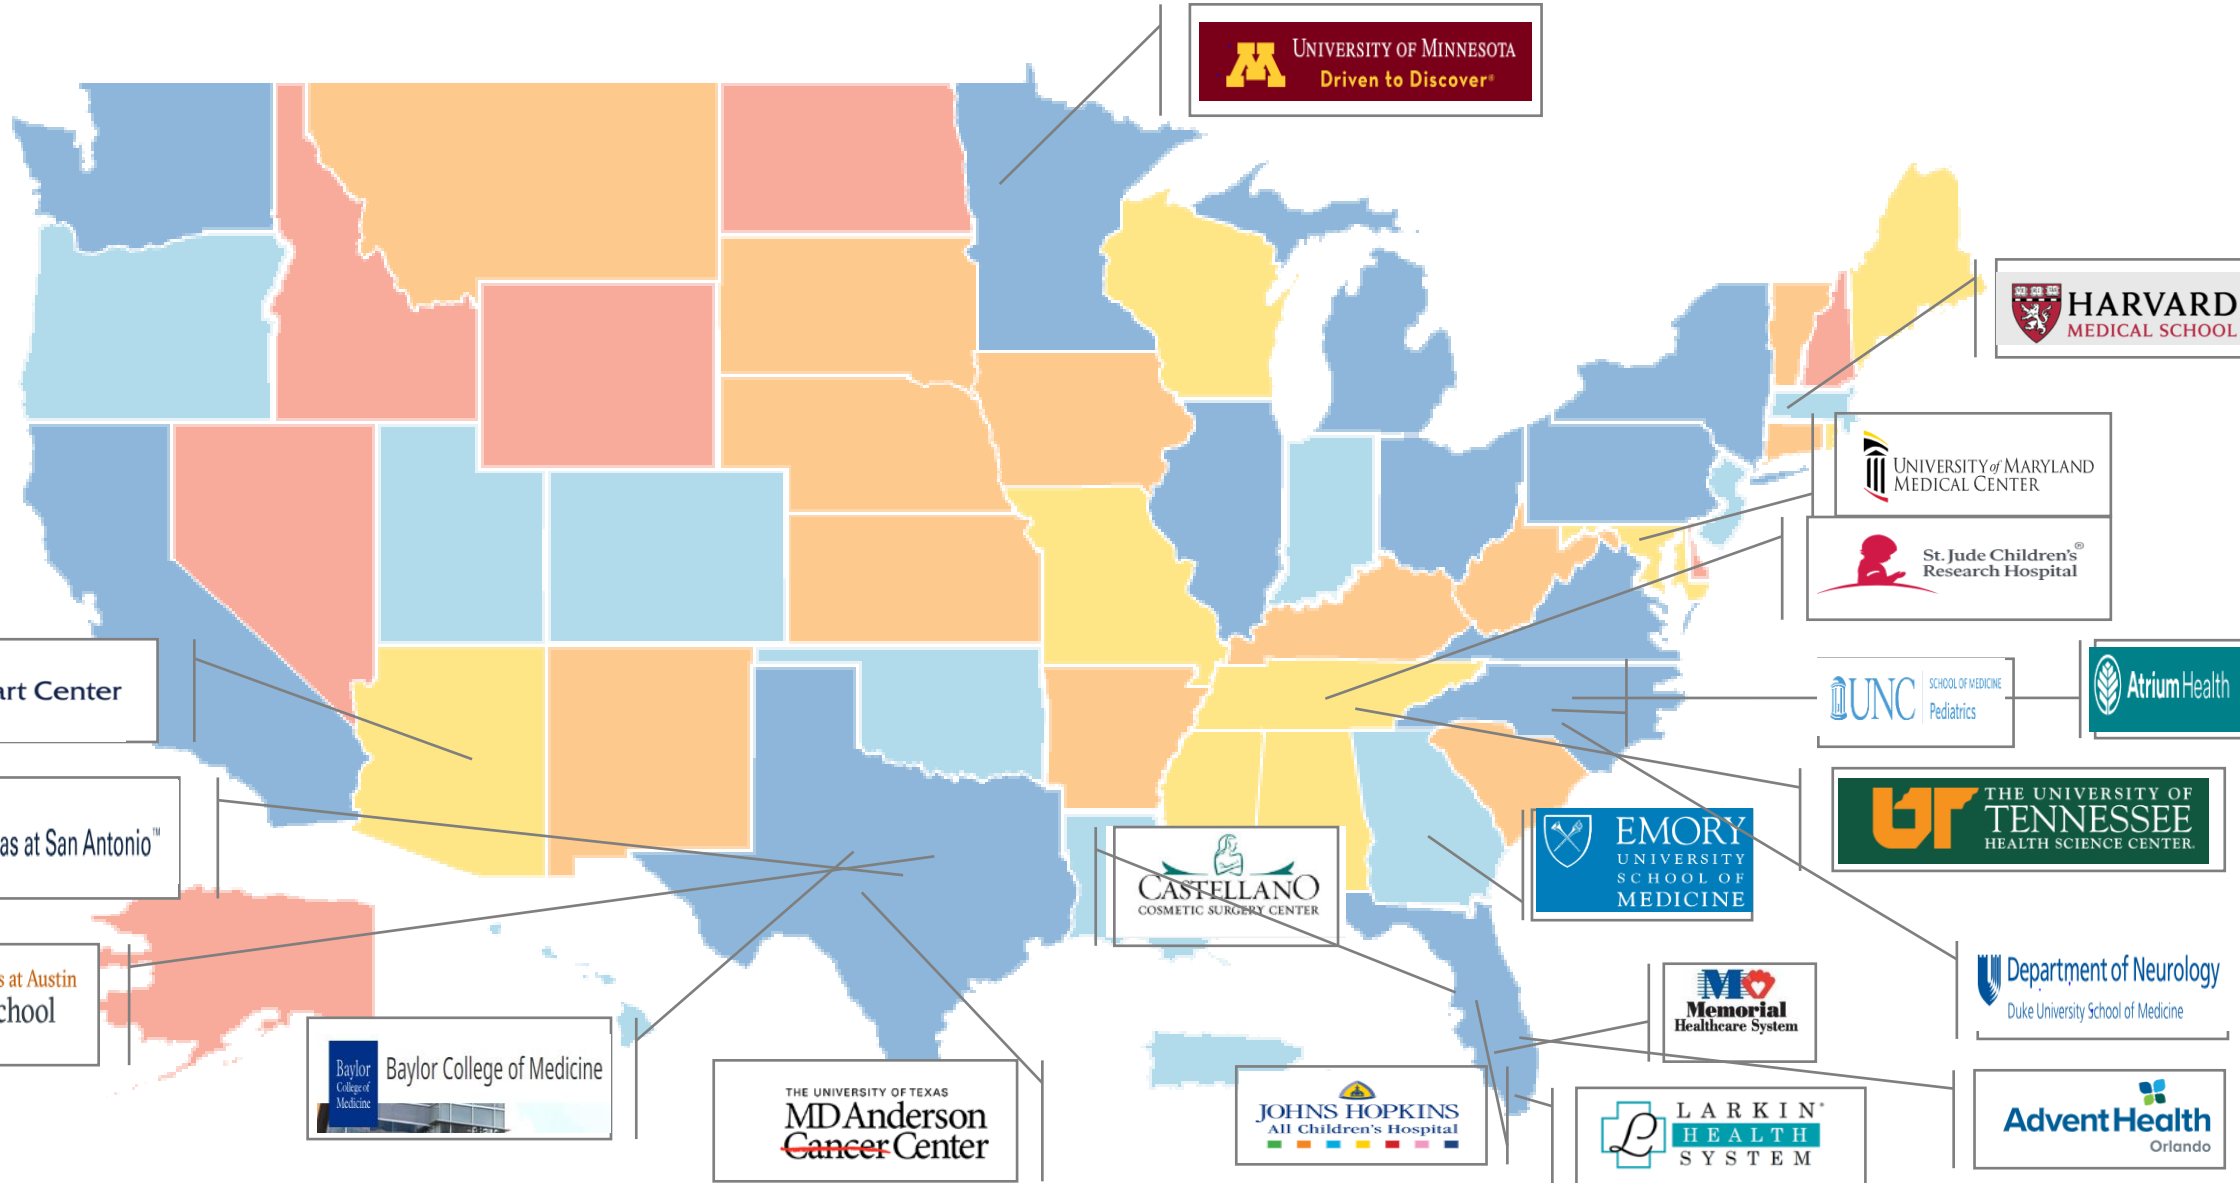 UNIVERSITY OF MINNESOTA
Driven to Discover®
HARVARD
MEDICAL SCHOOL
UNIVERSITY of MARYLAND
MEDICAL CENTER
St. Jude Children's®
Research Hospital
art Center
UNC
SCHOOL OF MEDICINE
Pediatrics
Atrium Health
as at San Antonio™
THE UNIVERSITY OF
UT TENNESSEE
HEALTH SCIENCE CENTER.
CASTELLANO
COSMETIC SURGERY CENTER
EMORY
UNIVERSITY
SCHOOL OF
MEDICINE
s at Austin
chool
Memorial
Healthcare System
Department of Neurology
Duke University School of Medicine
Baylor
College of
Medicine
Baylor College of Medicine
THE UNIVERSITY OF TEXAS
MD Anderson
Cancer Center
JOHNS HOPKINS
All Children's Hospital
LARKIN®
HEALTH
SYSTEM
AdventHealth
Orlando